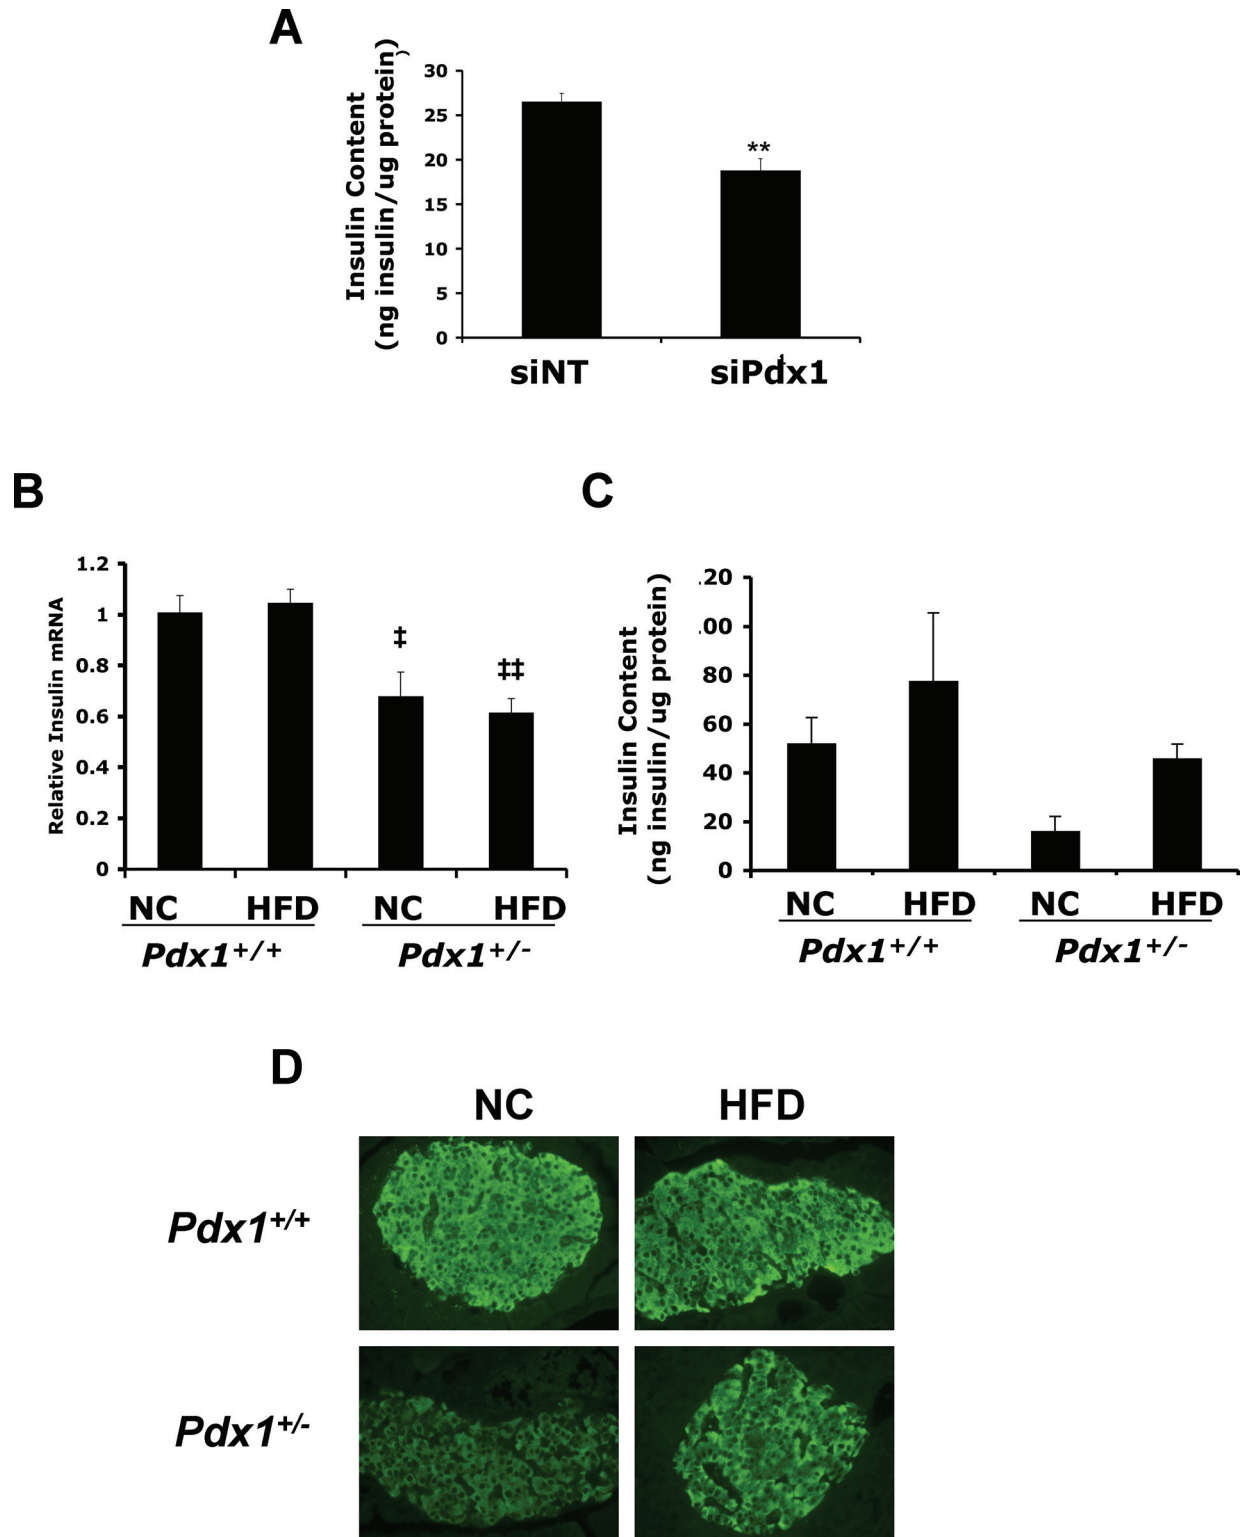 A
Insulin Content
(ng insulin/ug protein)
30
25
20
15
10
5
0
**
siNT
siPdx1
B
Relative Insulin mRNA
1.2
1
0.8
0.6
0.4
0.2
0
‡
‡‡
NC HFD NC HFD
Pdx1+/+ Pdx1+/-
C
Insulin Content
(ng insulin/ug protein)
20
00
80
60
40
20
0
NC HFD NC HFD
Pdx1+/+ Pdx1+/-
D
NC HFD
Pdx1+/+
Pdx1+/-